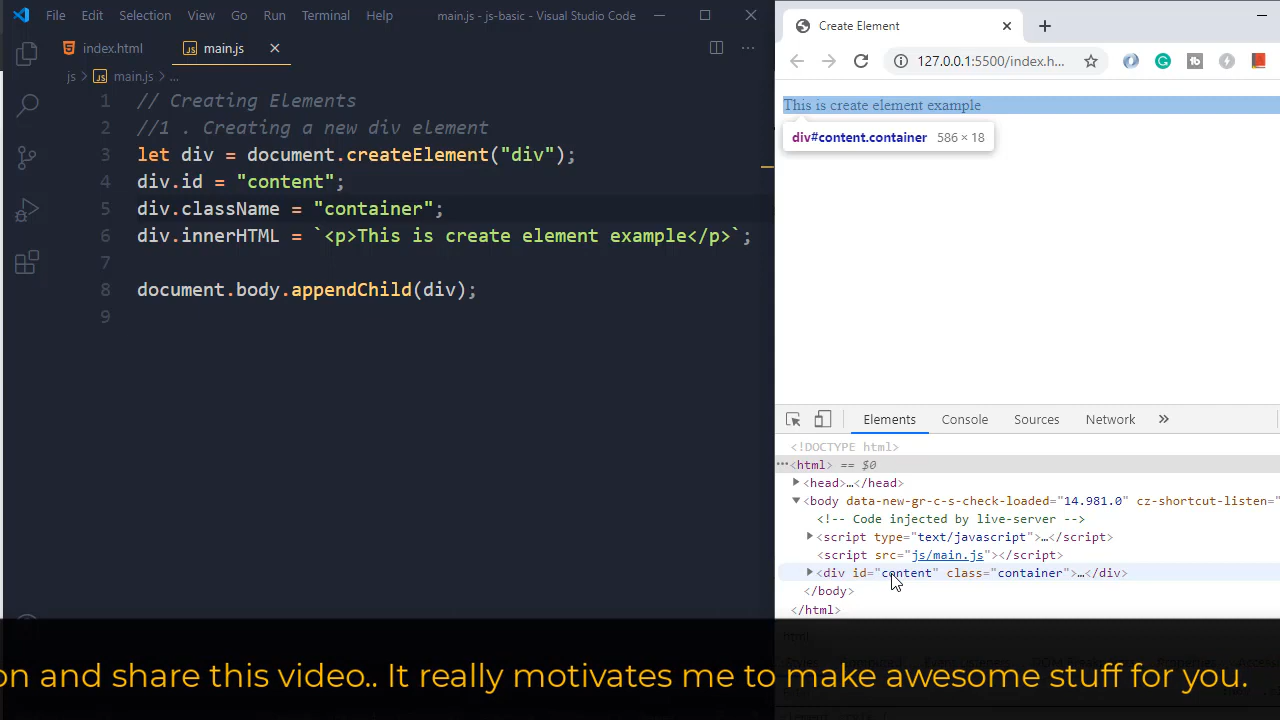 File Edit Selection View Go Run Terminal Help main.js - js-basic - Visual Studio Code
index.html main.js
js main.js ...
1 // Creating Elements
2 //1 . Creating a new div element
3 let div = document.createElement("div");
4 div.id = "content";
5 div.className = "container";
6 div.innerHTML = `<p>This is create element example</p>`;
7
8 document.body.appendChild(div);
9
Create Element
127.0.0.1:5500/index.h...
This is create element example
div#content.container 586 × 18
Elements Console Sources Network
<!DOCTYPE html>
<html> == $0
<head>…</head>
<body data-new-gr-c-s-check-loaded="14.981.0" cz-shortcut-listen="
<!-- Code injected by live-server -->
<script type="text/javascript">…</script>
<script src="js/main.js"></script>
<div id="content" class="container">…</div>
</body>
</html>
html
on and share this video.. It really motivates me to make awesome stuff for you.